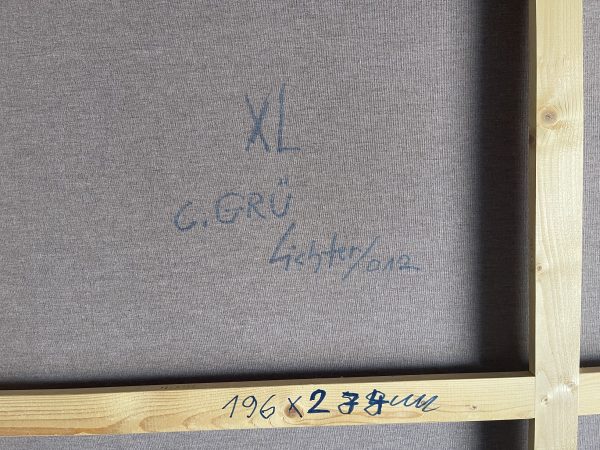 XL
C. GRÜ
Lichter/012
196 x